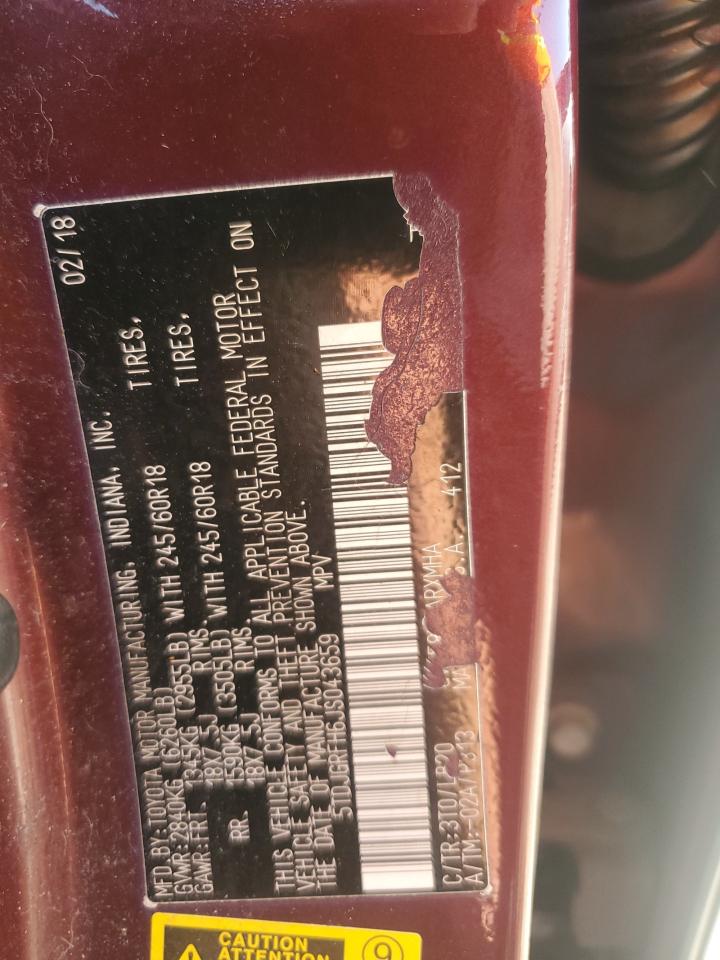 MFD.BY:TOYOTA MOTOR MANUFACTURING, INDIANA, INC. 02/18
GVWR:2840KG (6260LB)
GAWR:FRT. 1345KG (2955LB) WITH 245/60R18 TIRES,
18X7.5J RIMS,
RR. 1590KG (3505LB) WITH 245/60R18 TIRES,
18X7.5J RIMS,
THIS VEHICLE CONFORMS TO ALL APPLICABLE FEDERAL MOTOR
VEHICLE SAFETY AND THEFT PREVENTION STANDARDS IN EFFECT ON
THE DATE OF MANUFACTURE SHOWN ABOVE.
MPV
C/TR:3T0/LB20
A/TM:-02A/P313 412
CAUTION
ATTENTION
9